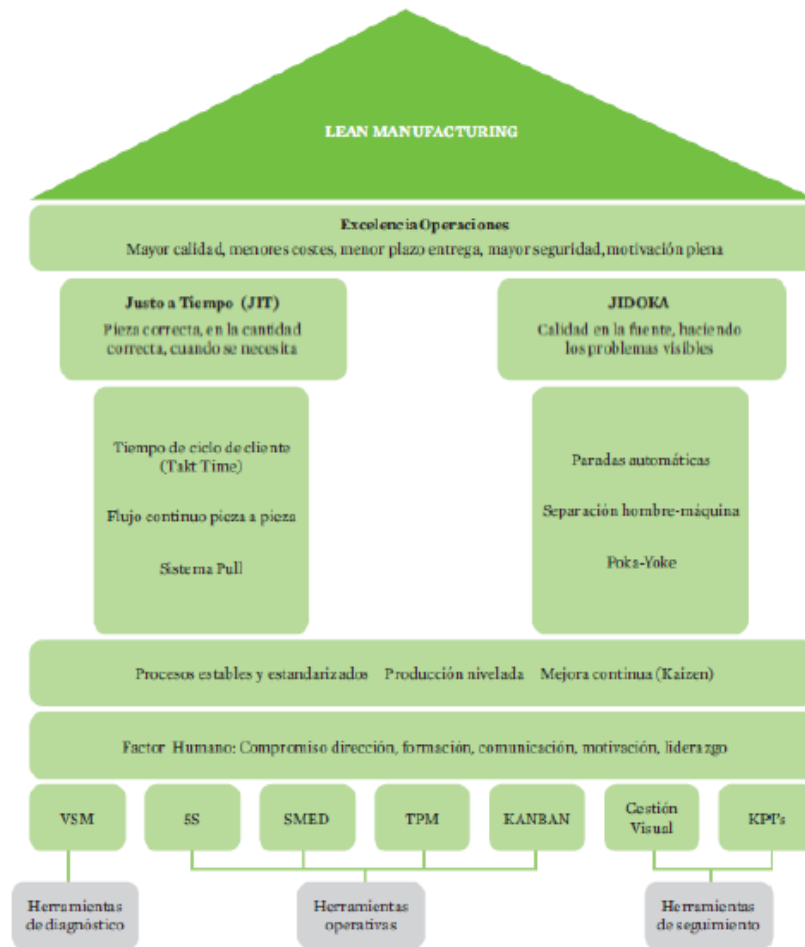 LEAN MANUFACTURING
Excelencia Operaciones
Mayor calidad, menores costes, menor plazo entrega, mayor seguridad, motivación plena
Justo a Tiempo (JIT)
Pieza correcta, en la cantidad
correcta, cuando se necesita
JIDOKA
Calidad en la fuente, haciendo
los problemas visibles
Tiempo de ciclo de cliente
(Takt Time)
Flujo continuo pieza a pieza
Sistema Pull
Paradas automáticas
Separación hombre-máquina
Poka-Yoke
Procesos estables y estandarizados Producción nivelada Mejora continua (Kaizen)
Factor Humano: Compromiso dirección, formación, comunicación, motivación, liderazgo
VSM
5S
SMED
TPM
KANBAN
Gestión
Visual
KPI's
Herramientas
de diagnóstico
Herramientas
operativas
Herramientas
de seguimiento